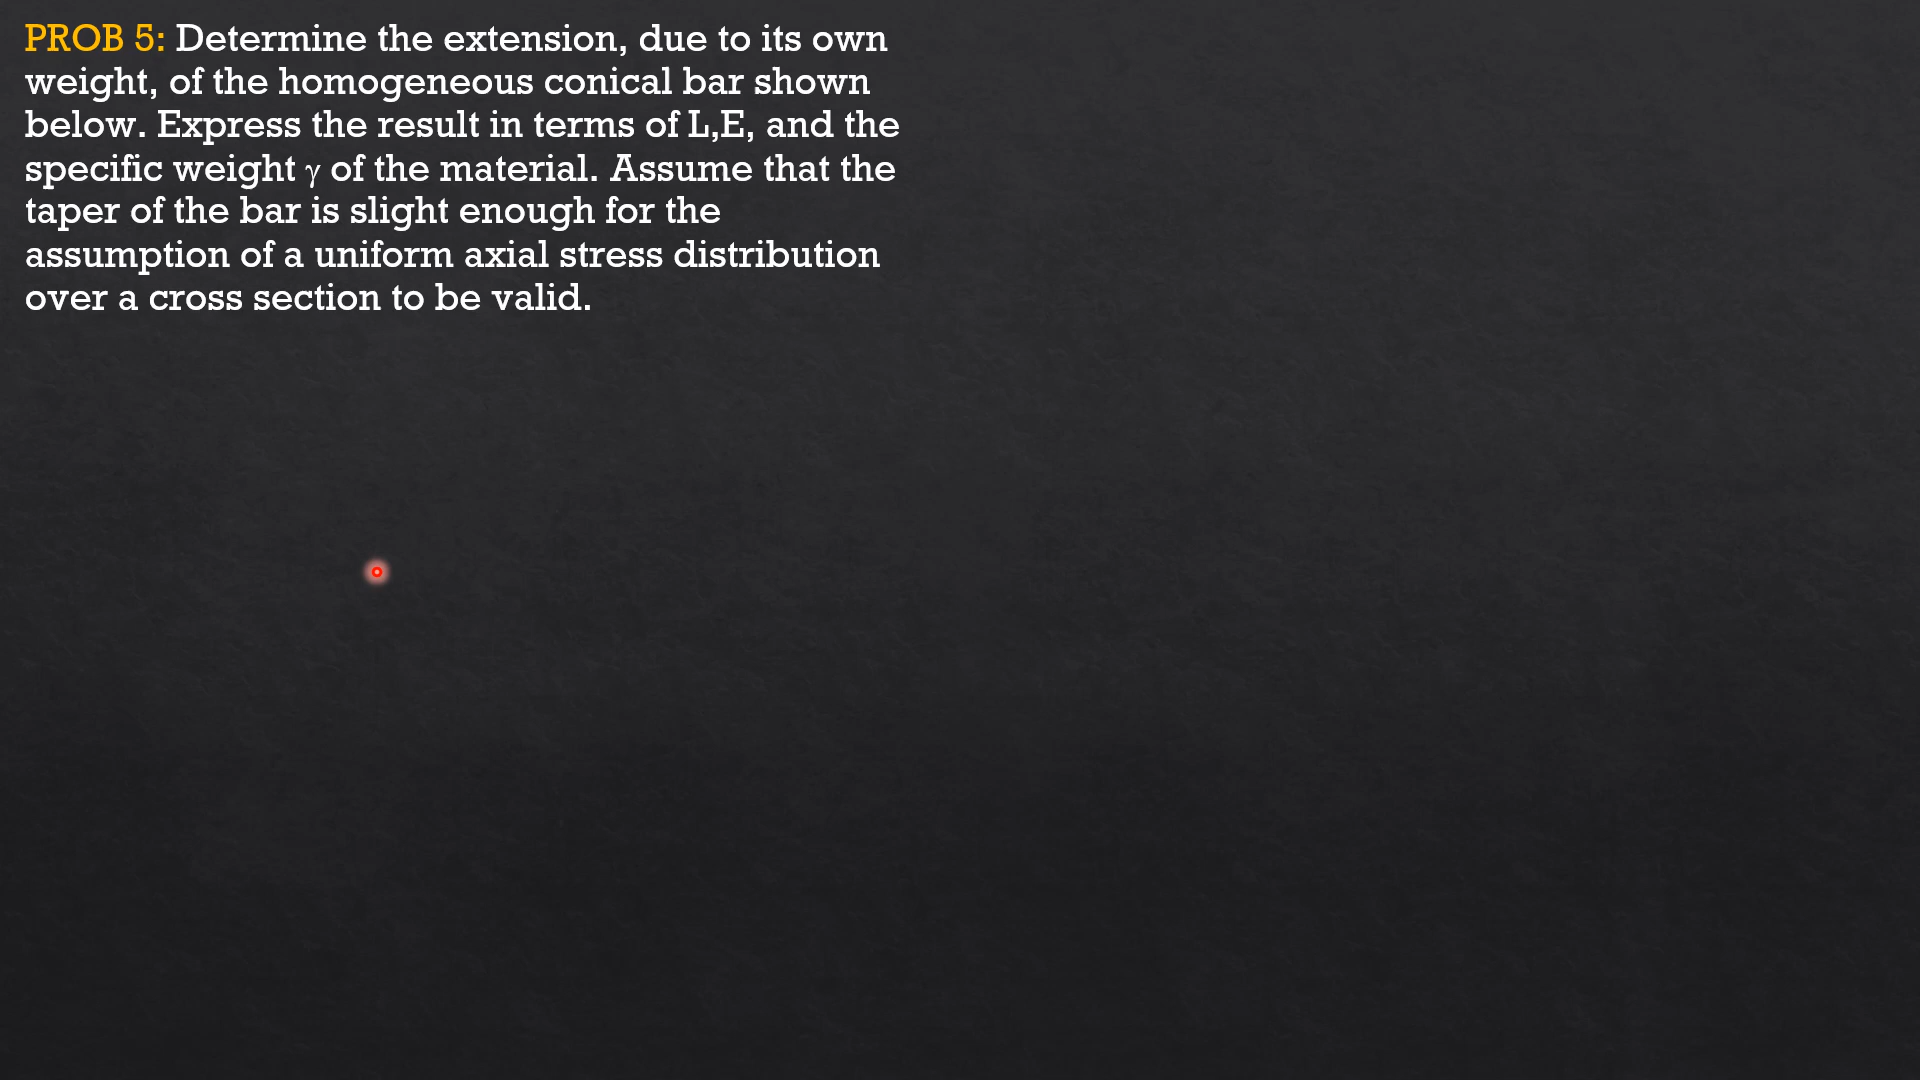 PROB 5: Determine the extension, due to its own
weight, of the homogeneous conical bar shown
below. Express the result in terms of L,E, and the
specific weight γ of the material. Assume that the
taper of the bar is slight enough for the
assumption of a uniform axial stress distribution
over a cross section to be valid.